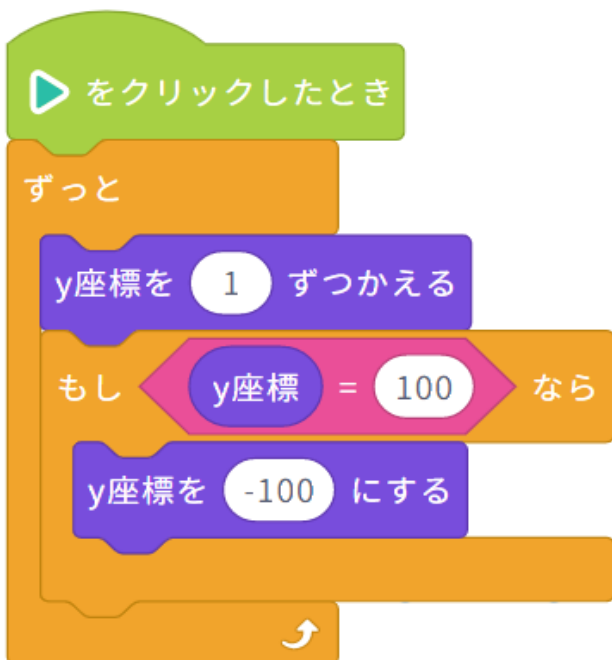 をクリックしたとき
ずっと
y座標を 1 ずつかえる
もし y座標 = 100 なら
y座標を -100 にする